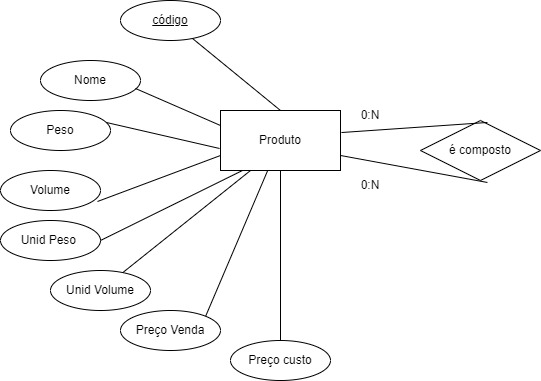 código
Nome
0:N
Peso
Produto
é composto
0:N
Volume
Unid Peso
Unid Volume
Preço Venda
Preço custo